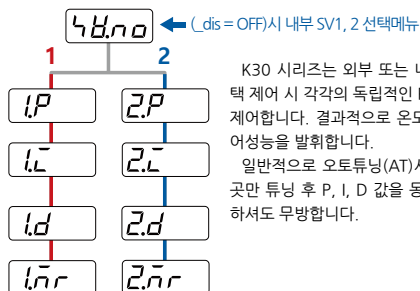 SV.no (_dis = OFF)시 내부 SV1, 2 선택메뉴
1 2
K30 시리즈는 외부 또는
택 제어 시 각각의 독립적인
제어합니다. 결과적으로 온도
어성능을 발휘합니다.
일반적으로 오토튜닝(AT)시
곳만 튜닝 후 P, I, D 값을 동
하셔도 무방합니다.
1.P 2.P
1.i 2.i
1.d 2.d
1.mr 2.mr